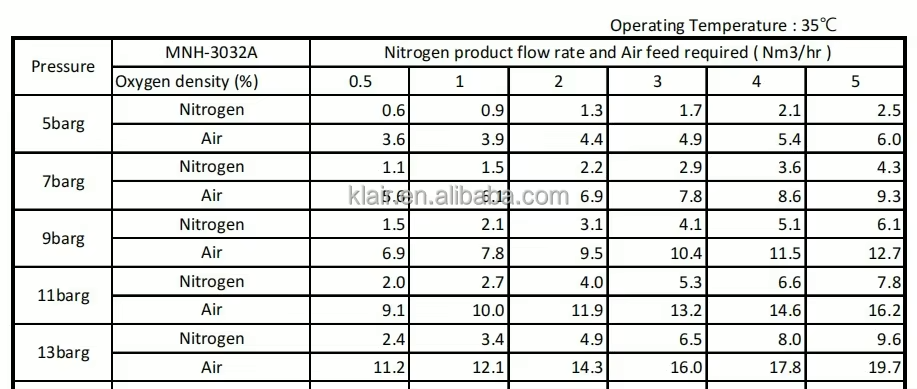 Operating Temperature : 35℃
Pressure MNH-3032A Nitrogen product flow rate and Air feed required ( Nm3/hr )
Oxygen density (%) 0.5 1 2 3 4 5
5barg Nitrogen 0.6 0.9 1.3 1.7 2.1 2.5
Air 3.6 3.9 4.4 4.9 5.4 6.0
7barg Nitrogen 1.1 1.5 2.2 2.9 3.6 4.3
Air 5.6 6.1 6.9 7.8 8.6 9.3
klair.en.alibaba.com
9barg Nitrogen 1.5 2.1 3.1 4.1 5.1 6.1
Air 6.9 7.8 9.5 10.4 11.5 12.7
11barg Nitrogen 2.0 2.7 4.0 5.3 6.6 7.8
Air 9.1 10.0 11.9 13.2 14.6 16.2
13barg Nitrogen 2.4 3.4 4.9 6.5 8.0 9.6
Air 11.2 12.1 14.3 16.0 17.8 19.7